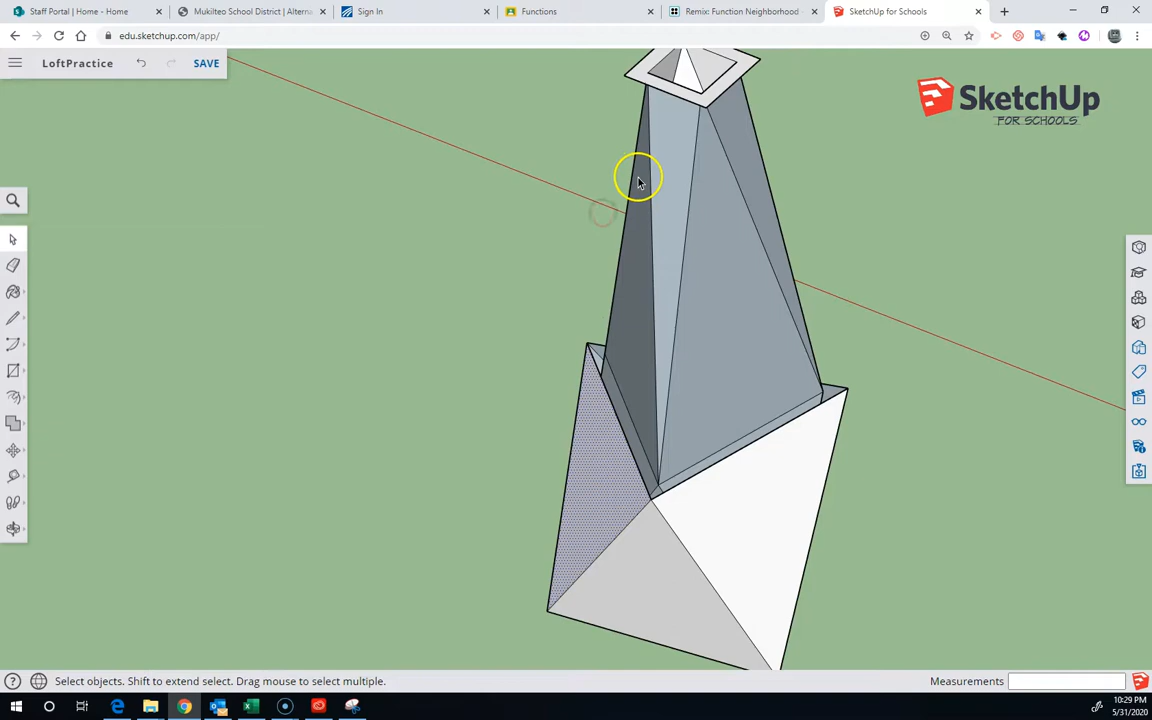 Staff Portal | Home - Home
Mukilteo School District | Altern
Sign In
Functions
Remix: Function Neighborhood
SketchUp for Schools
edu.sketchup.com/app/
LoftPractice
SAVE
SketchUp
FOR SCHOOLS
Select objects. Shift to extend select. Drag mouse to select multiple.
Measurements
10:29 PM
5/31/2020